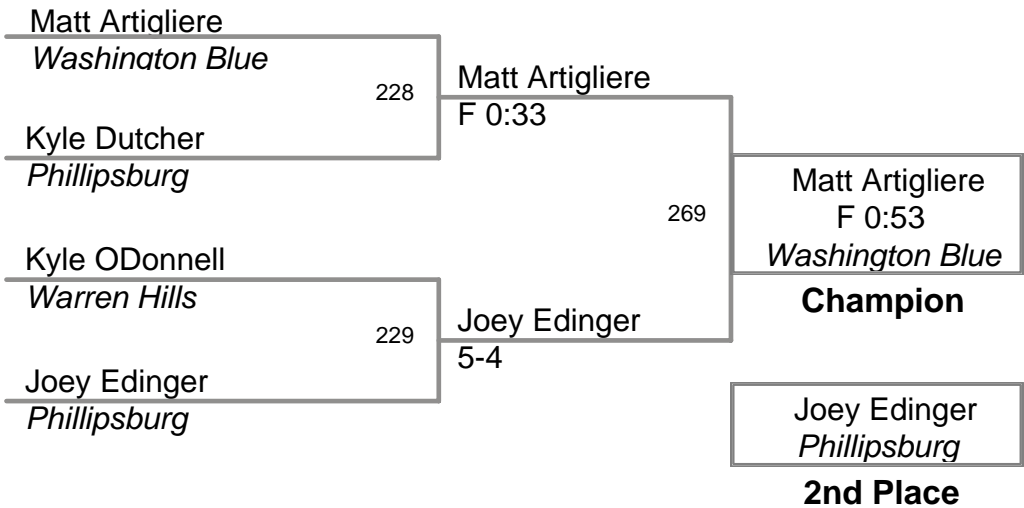 Matt Artigliere
Washington Blue
228
Kyle Dutcher
Phillipsburg
Matt Artigliere
F 0:33
Kyle ODonnell
Warren Hills
229
Joey Edinger
Phillipsburg
Joey Edinger
5-4
269
Matt Artigliere
F 0:53
Washington Blue
Champion
Joey Edinger
Phillipsburg
2nd Place